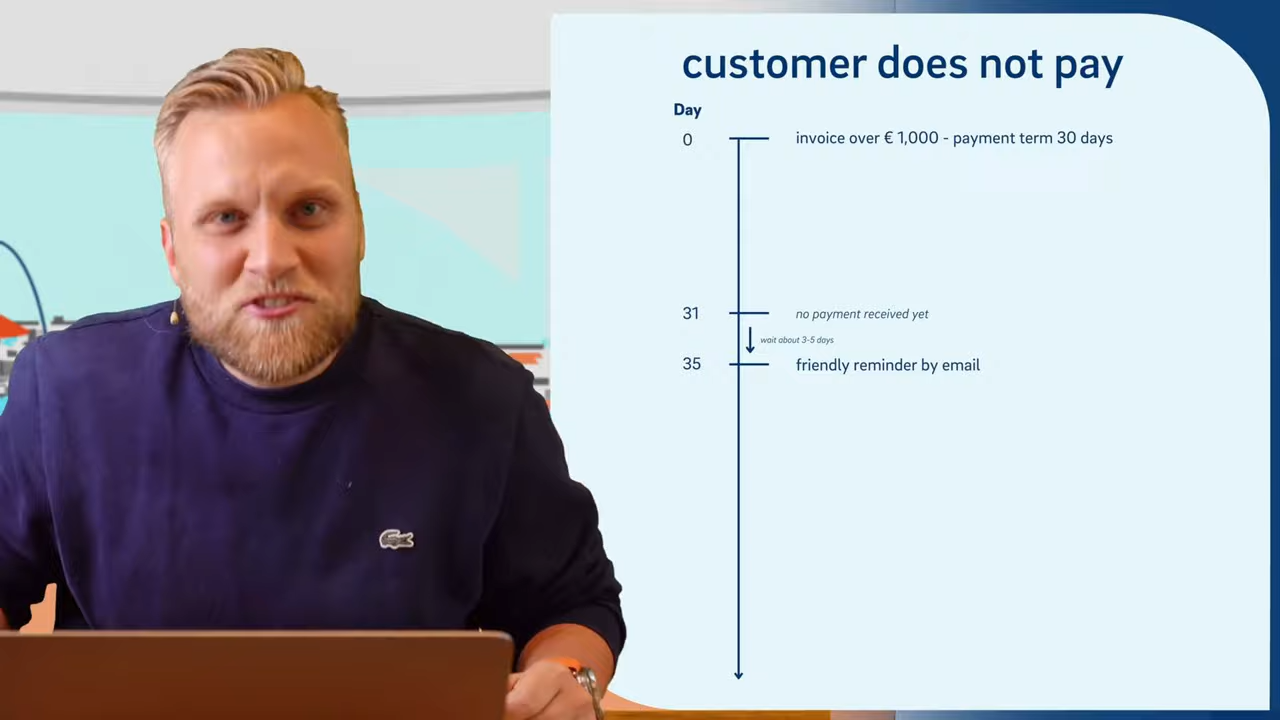 customer does not pay
Day
0 invoice over € 1,000 - payment term 30 days
31 no payment received yet
wait about 3-5 days
35 friendly reminder by email